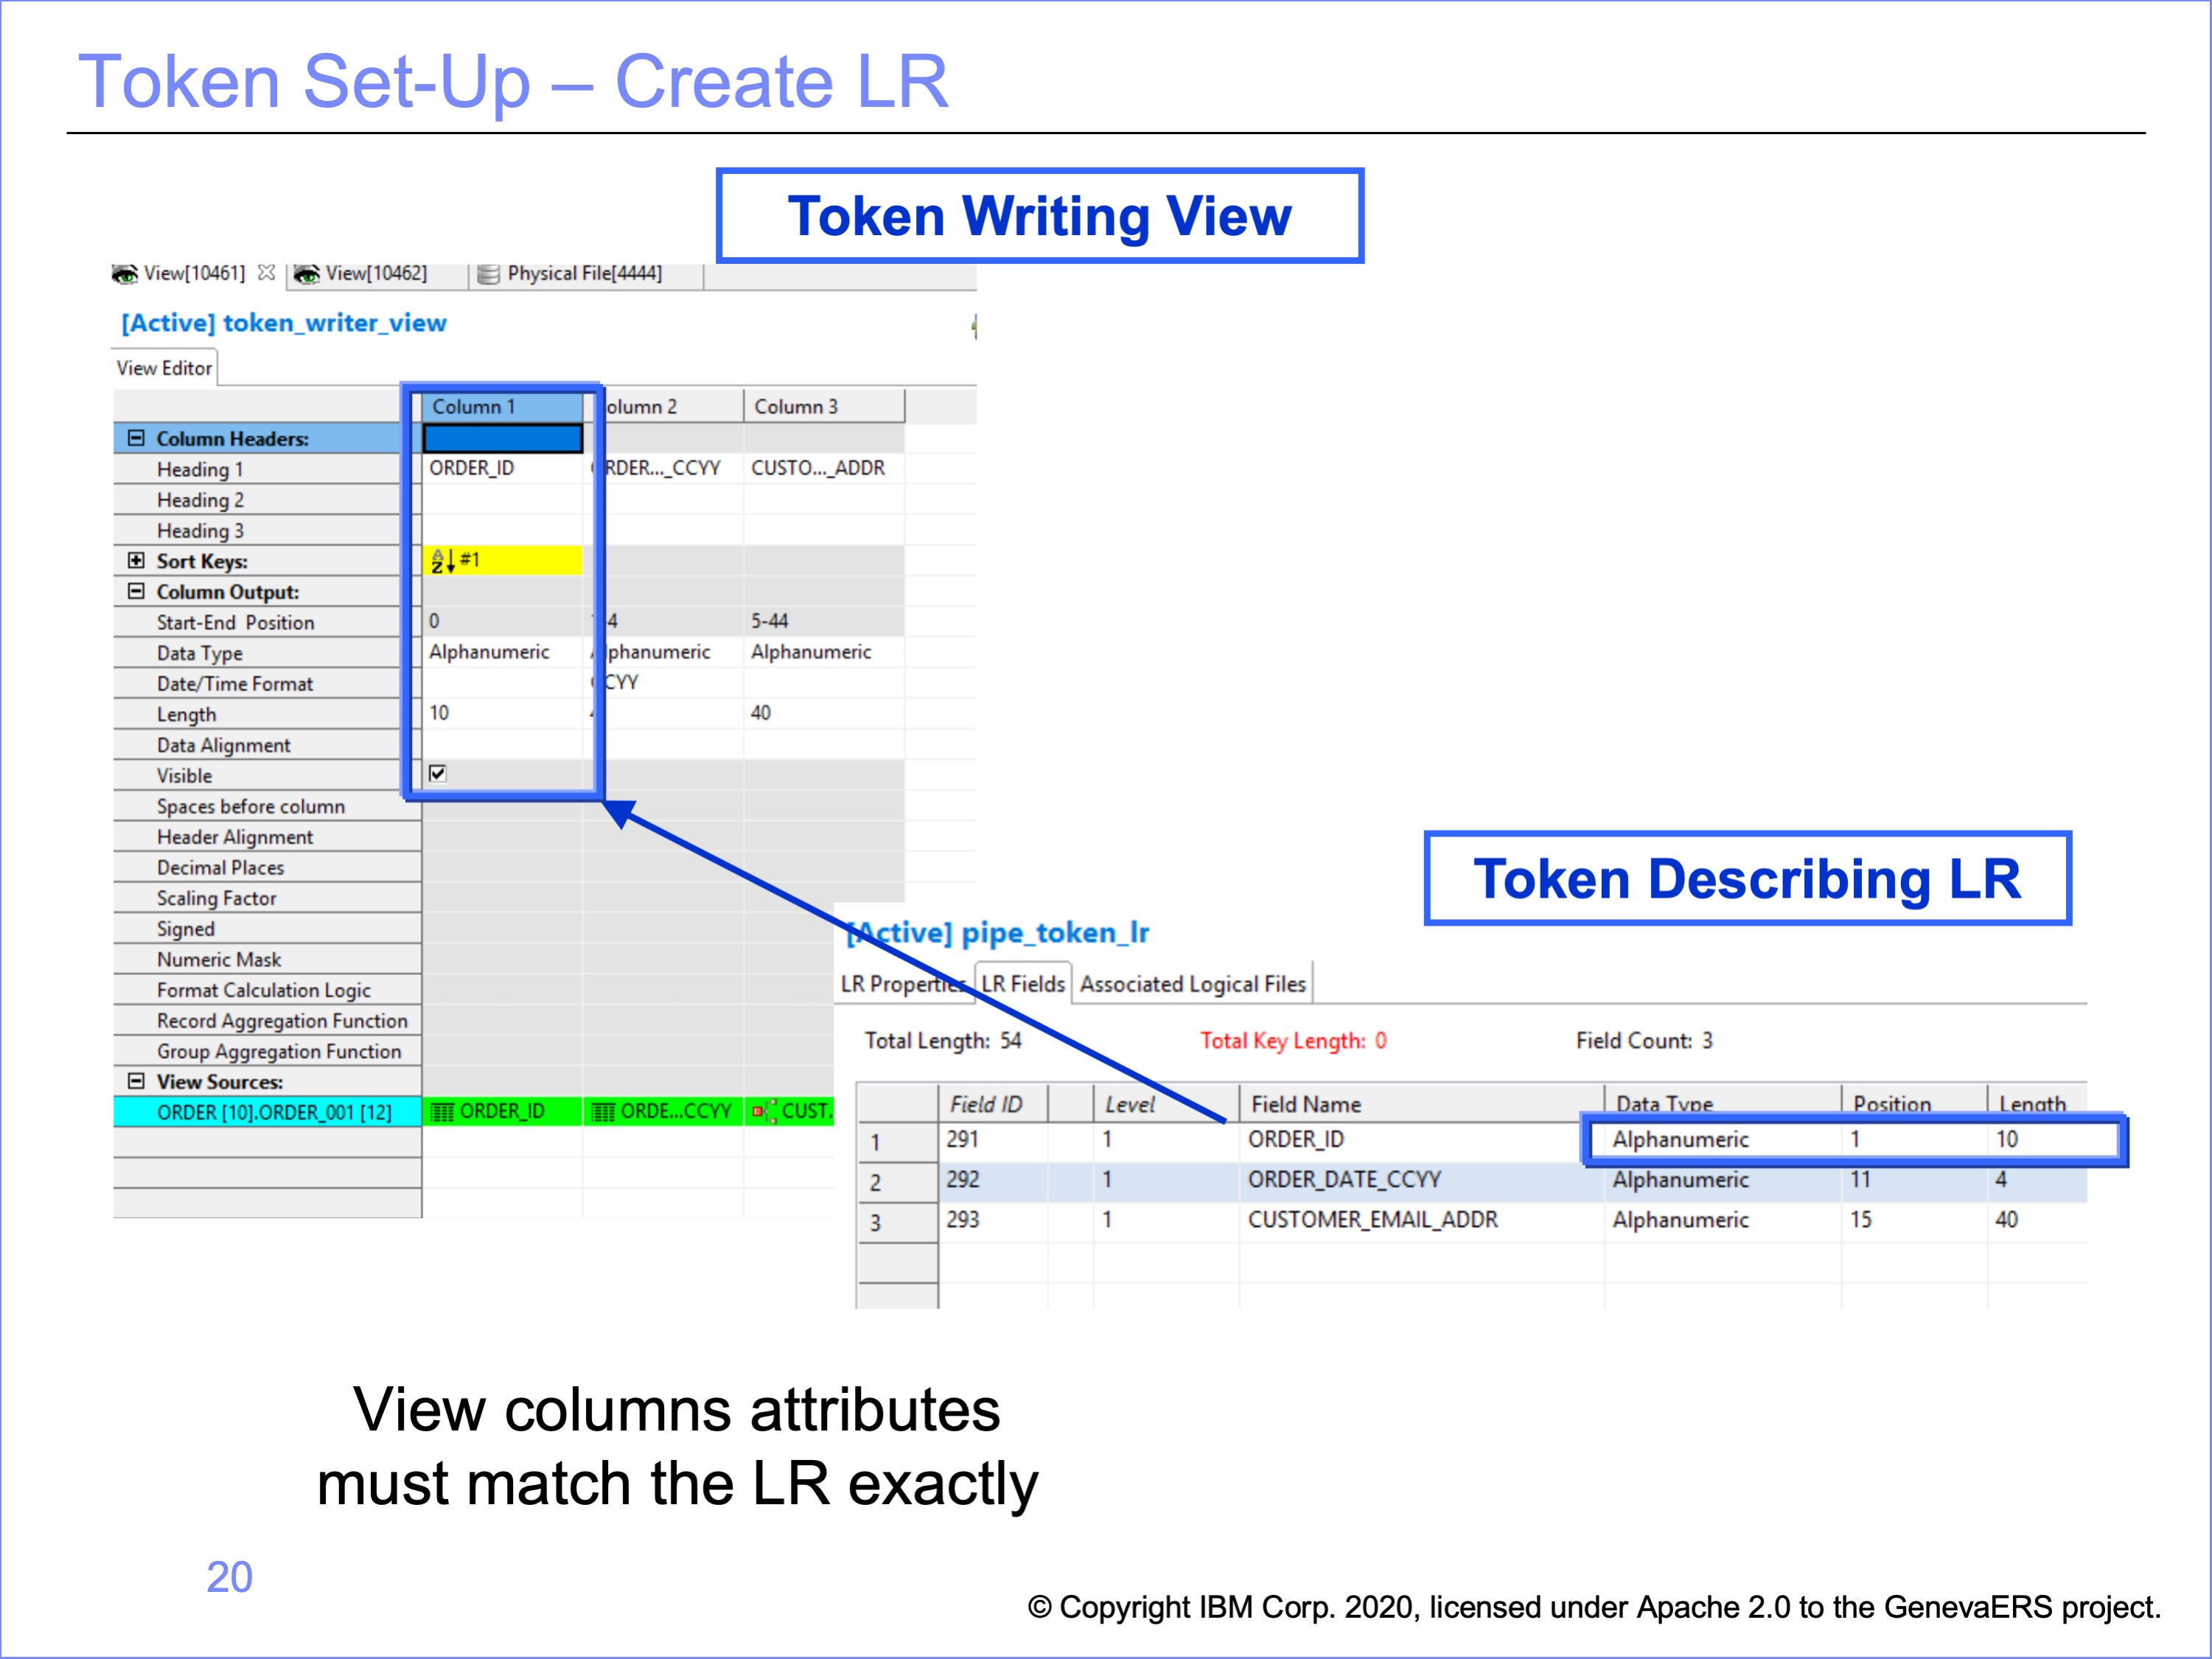 Token Set-Up – Create LR
Token Writing View
View[10461] View[10462] Physical File[4444]
[Active] token_writer_view
View Editor
Column 1 olumn 2 Column 3
Column Headers:
Heading 1 ORDER_ID RDER..._CCYY CUSTO..._ADDR
Heading 2
Heading 3
Sort Keys: #1
Column Output:
Start-End Position 0 -4 5-44
Data Type Alphanumeric lphanumeric Alphanumeric
Date/Time Format CCYY
Length 10 40
Data Alignment
Visible
Spaces before column
Header Alignment
Decimal Places
Scaling Factor
Signed
Numeric Mask
Format Calculation Logic
Record Aggregation Function
Group Aggregation Function
View Sources:
ORDER [10].ORDER_001 [12] ORDER_ID ORDE...CCYY CUST.
Token Describing LR
[Active] pipe_token_lr
LR Properties LR Fields Associated Logical Files
Total Length: 54 Total Key Length: 0 Field Count: 3
Field ID Level Field Name Data Type Position Length
1 291 1 ORDER_ID Alphanumeric 1 10
2 292 1 ORDER_DATE_CCYY Alphanumeric 11 4
3 293 1 CUSTOMER_EMAIL_ADDR Alphanumeric 15 40
View columns attributes
must match the LR exactly
20
© Copyright IBM Corp. 2020, licensed under Apache 2.0 to the GenevaERS project.